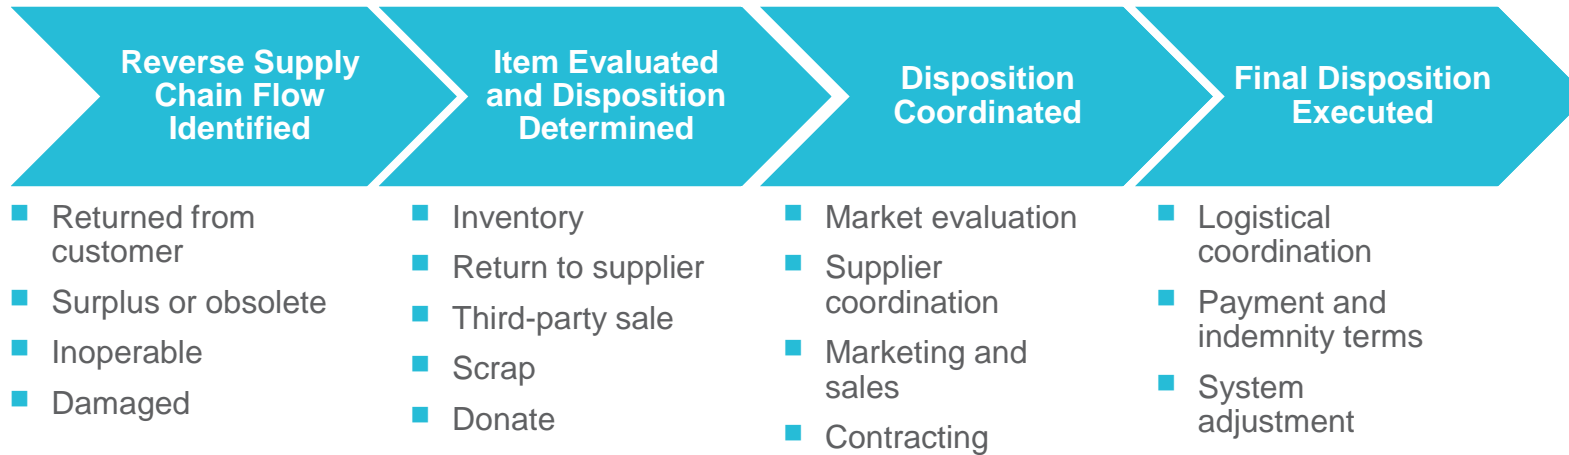 Reverse Supply
Chain Flow
Identified
Item Evaluated
and Disposition
Determined
Disposition
Coordinated
Final Disposition
Executed
Returned from
customer
Surplus or obsolete
Inoperable
Damaged
Inventory
Return to supplier
Third-party sale
Scrap
Donate
Market evaluation
Supplier
coordination
Marketing and
sales
Contracting
Logistical
coordination
Payment and
indemnity terms
System
adjustment